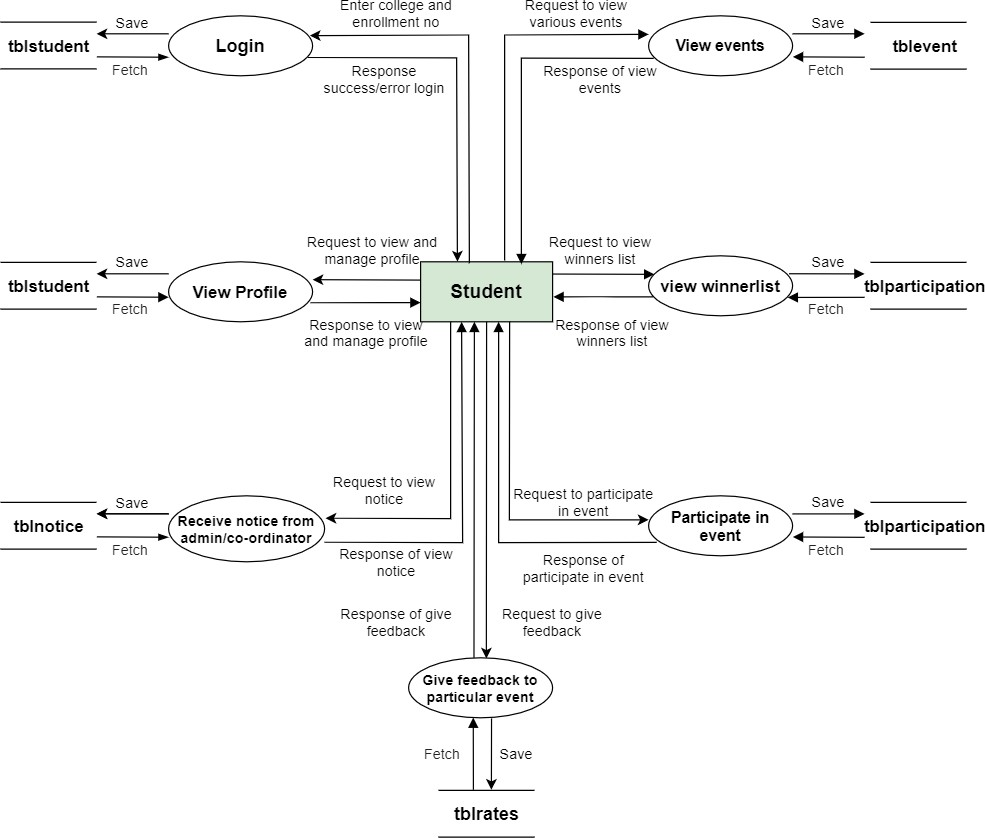 Enter college and
enrollment no
Request to view
various events
Save
tblstudent
Login
Fetch
Response
success/error login
View events
Response of view
events
Save
tblevent
Fetch
Request to view and
manage profile
Save
tblstudent
View Profile
Fetch
Response to view
and manage profile
Student
Request to view
winners list
view winnerlist
Response of view
winners list
Save
tblparticipation
Fetch
Request to view
notice
Save
tblnotice
Receive notice from
admin/co-ordinator
Fetch
Response of view
notice
Request to participate
in event
Participate in
event
Response of
participate in event
Save
tblparticipation
Fetch
Response of give
feedback
Request to give
feedback
Give feedback to
particular event
Fetch
Save
tblrates